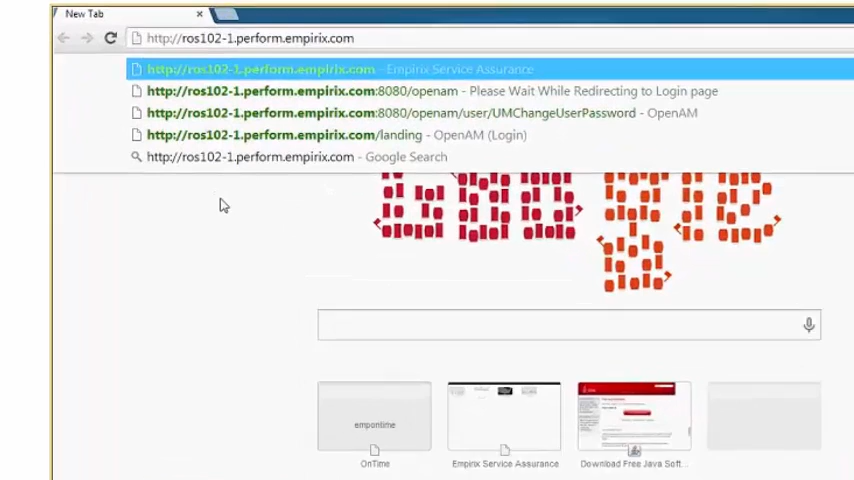 New Tab
http://ros102-1.perform.empirix.com
http://ros102-1.perform.empirix.com - Empirix Service Assurance
http://ros102-1.perform.empirix.com:8080/openam - Please Wait While Redirecting to Login page
http://ros102-1.perform.empirix.com:8080/openam/user/UMChangeUserPassword - OpenAM
http://ros102-1.perform.empirix.com/landing - OpenAM (Login)
http://ros102-1.perform.empirix.com - Google Search
empontime
OnTime
Empirix Service Assurance
Download Free Java Soft...